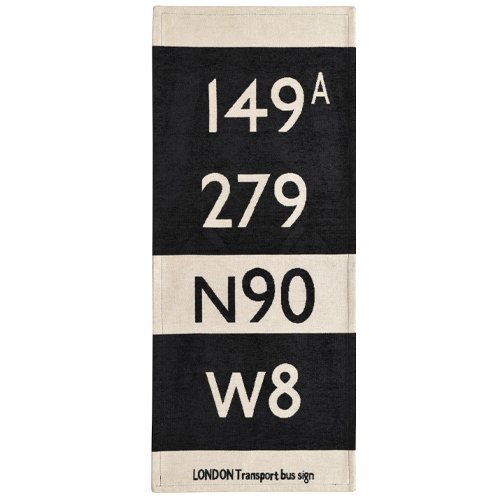 149A
279
N90
W8
LONDON Transport bus sign